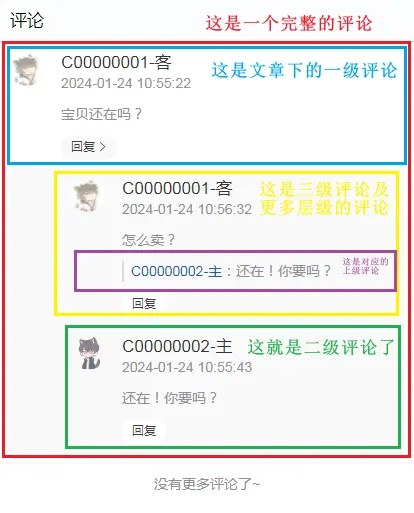 评论
这是一个完整的评论
C00000001-客
2024-01-24 10:55:22
这是文章下的一级评论
宝贝还在吗？
回复 >
C00000001-客
2024-01-24 10:56:32
这是三级评论及
更多层级的评论
怎么卖？
C00000002-主：还在！你要吗？
这是对应的
上级评论
回复
C00000002-主
这就是二级评论了
2024-01-24 10:55:43
还在！你要吗？
回复
没有更多评论了~